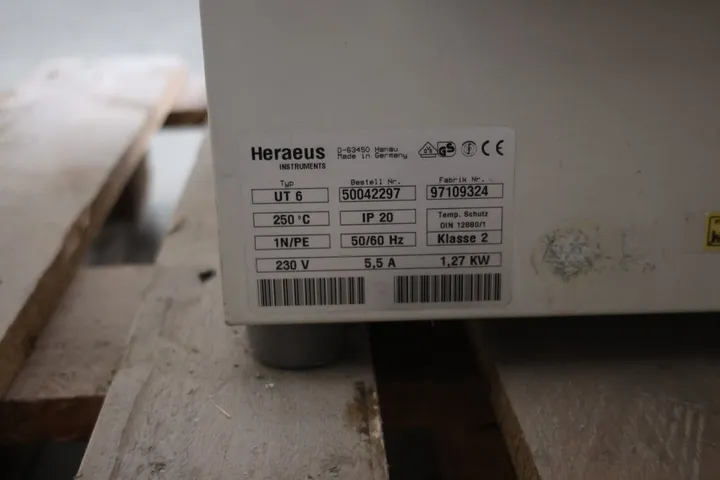 Heraeus
INSTRUMENTS
D-63450 Hanau
Made in Germany
GS
CE
Typ Bestell Nr. Fabrik Nr.
UT 6 50042297 97109324
250 °C IP 20 Temp. Schutz
DIN 12880/1
1N/PE 50/60 Hz Klasse 2
230 V 5,5 A 1,27 KW